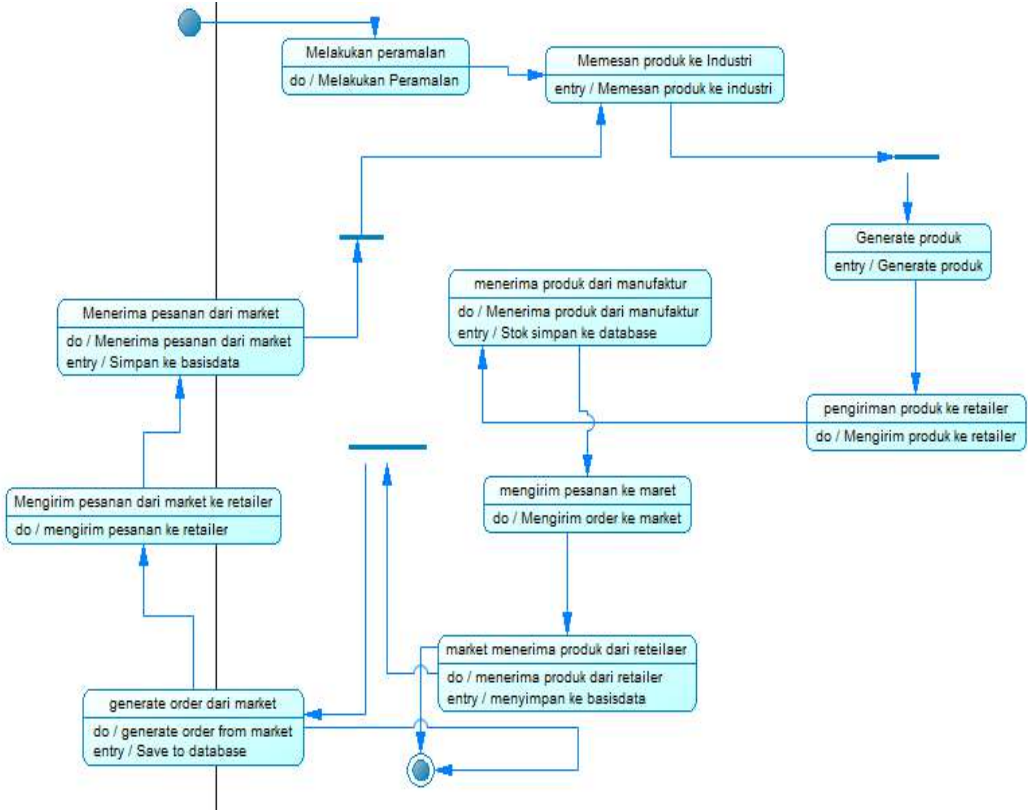 Melakukan peramalan
do / Melakukan Peramalan
Memesan produk ke Industri
entry / Memesan produk ke industri
Generate produk
entry / Generate produk
menerima produk dari manufaktur
do / Menerima produk dari manufaktur
entry / Stok simpan ke database
Menerima pesanan dari market
do / Menerima pesanan dari market
entry / Simpan ke basisdata
pengiriman produk ke retailer
do / Mengirim produk ke retailer
mengirim pesanan ke maret
do / Mengirim order ke market
Mengirim pesanan dari market ke retailer
do / mengirim pesanan ke retailer
market menerima produk dari reteilaer
do / menerima produk dari retailer
entry / menyimpan ke basisdata
generate order dari market
do / generate order from market
entry / Save to database